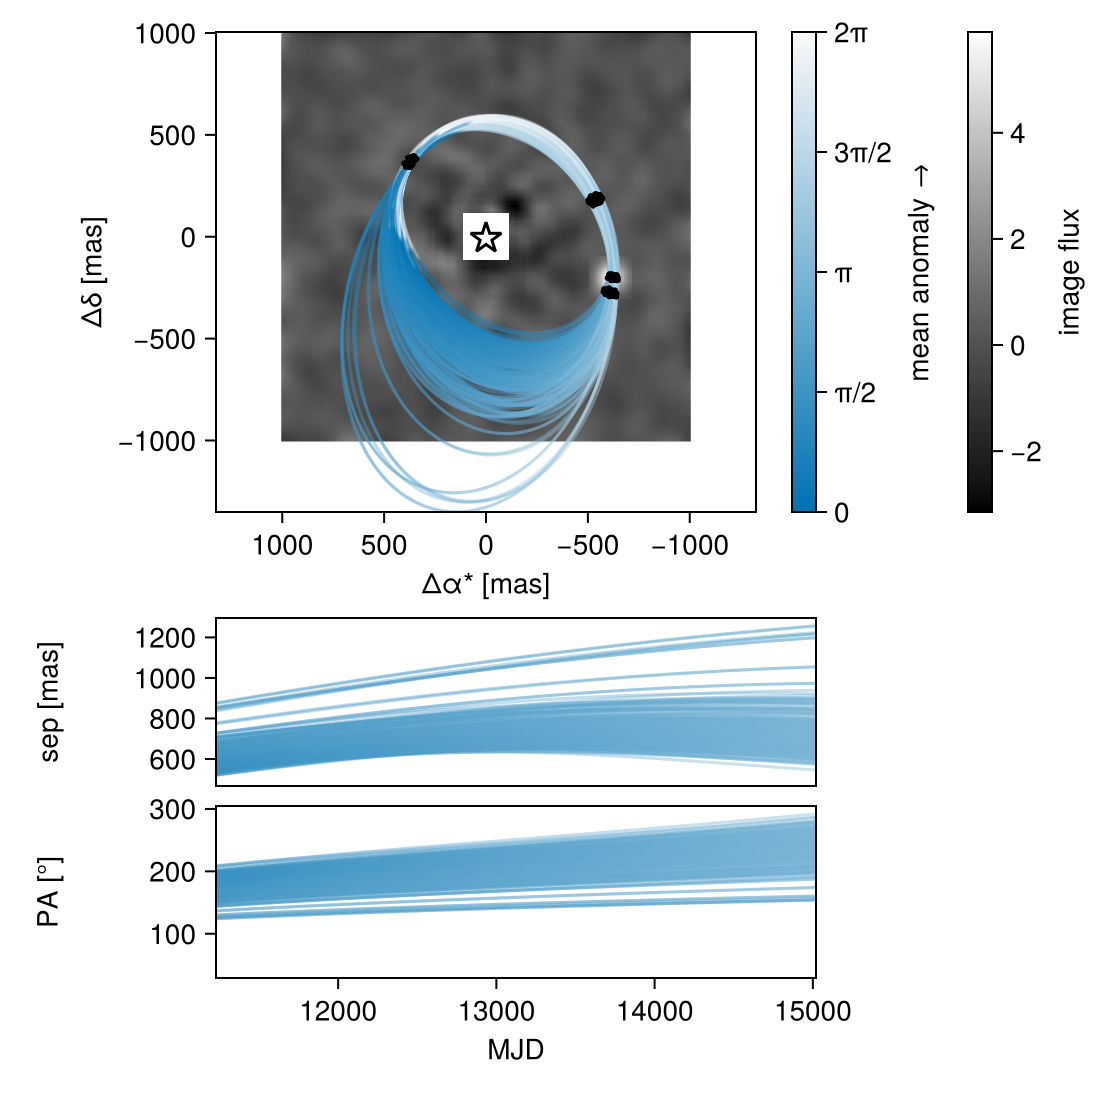 1000
500
0
−500
−1000
Δδ [mas]
1000 500 0 −500 −1000
Δα* [mas]
2π
3π/2
π
π/2
0
mean anomaly →
4
2
0
−2
image flux
1200
1000
800
600
sep [mas]
300
200
100
PA [°]
12000 13000 14000 15000
MJD